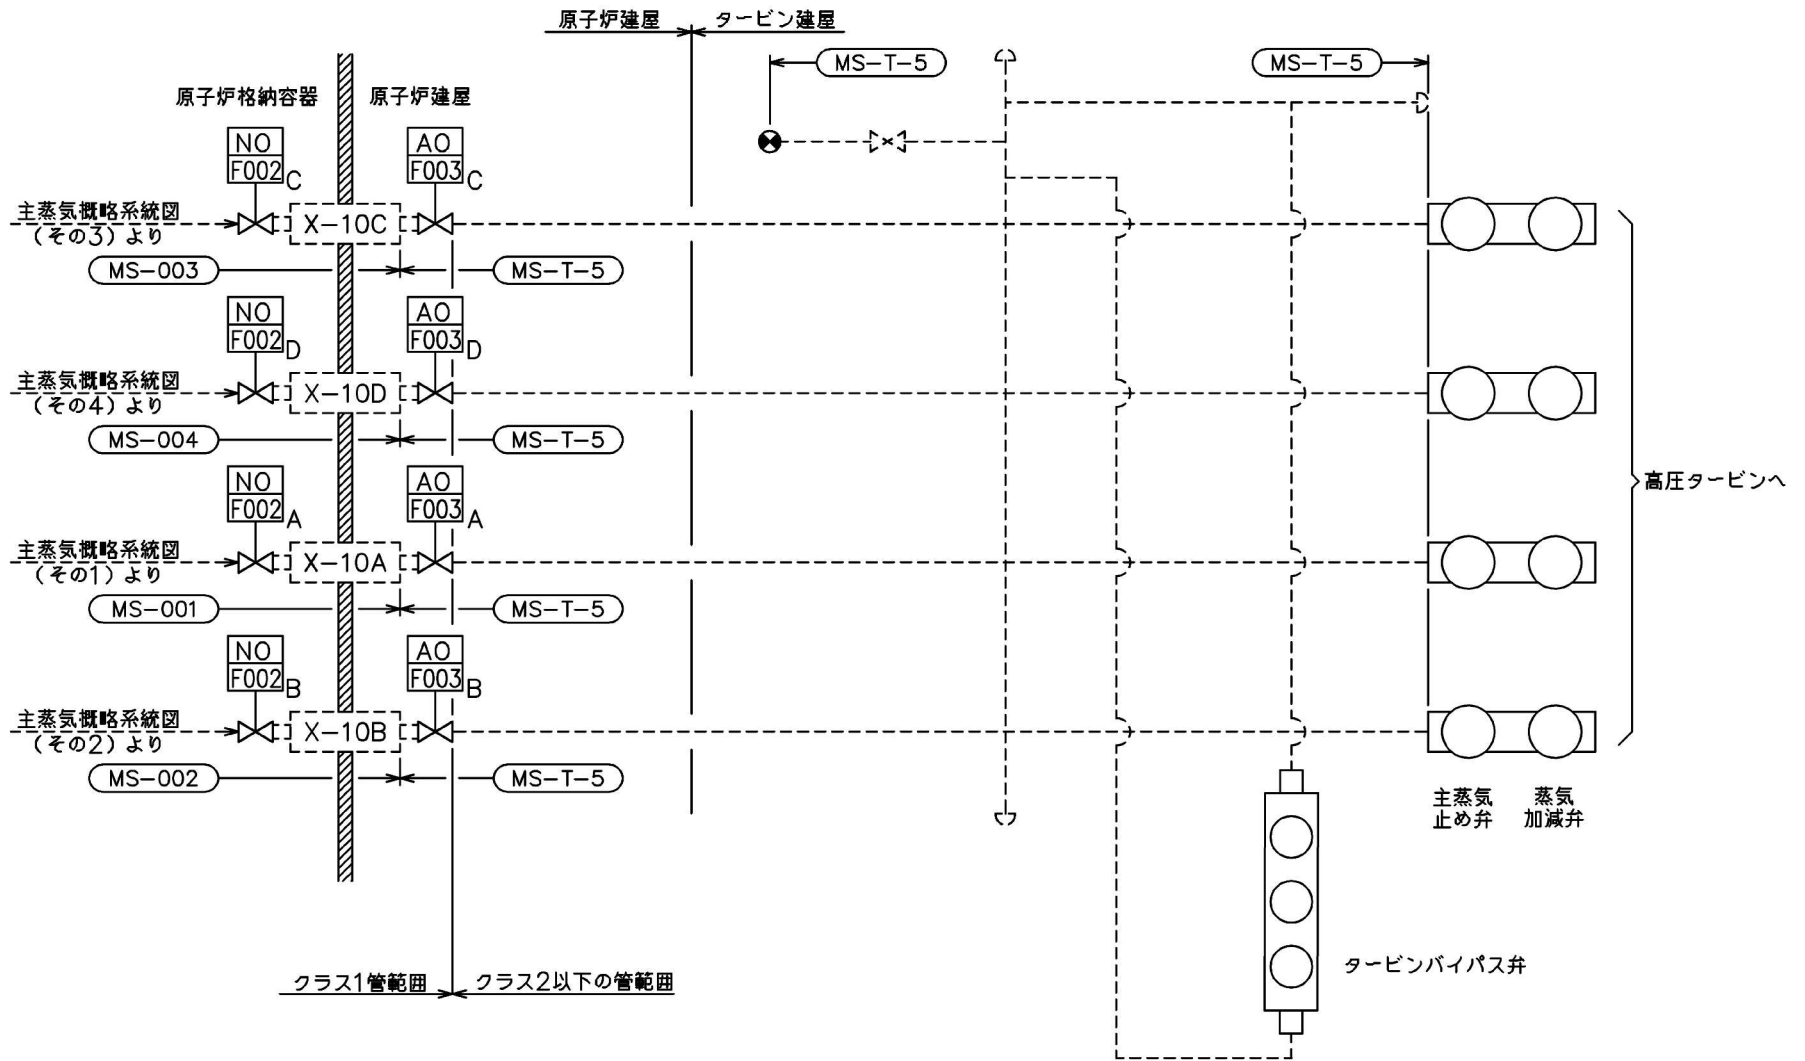 原子炉建屋
タービン建屋
MS-T-5
MS-T-5
原子炉格納容器
原子炉建屋
NO
F002
C
AO
F003
C
主蒸気概略系統図
(その3)より
X-10C
MS-003
MS-T-5
NO
F002
D
AO
F003
D
主蒸気概略系統図
(その4)より
X-10D
MS-004
MS-T-5
NO
F002
A
AO
F003
A
主蒸気概略系統図
(その1)より
X-10A
MS-001
MS-T-5
NO
F002
B
AO
F003
B
主蒸気概略系統図
(その2)より
X-10B
MS-002
MS-T-5
高圧タービンへ
主蒸気
止め弁
蒸気
加減弁
タービンバイパス弁
クラス1管範囲
クラス2以下の管範囲